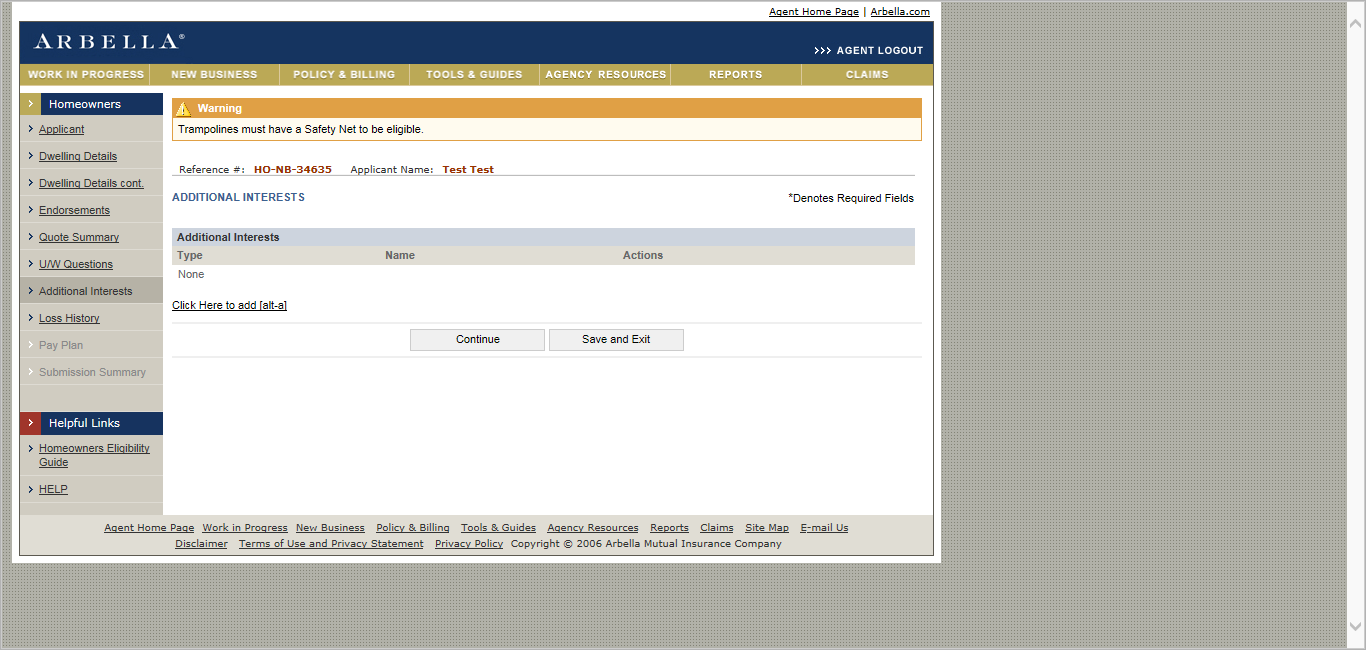 Agent Home Page | Arbella.com
ARBELLA®
>>> AGENT LOGOUT
WORK IN PROGRESS NEW BUSINESS POLICY & BILLING TOOLS & GUIDES AGENCY RESOURCES REPORTS CLAIMS
Homeowners
Applicant
Dwelling Details
Dwelling Details cont.
Endorsements
Quote Summary
U/W Questions
Additional Interests
Loss History
Pay Plan
Submission Summary
Helpful Links
Homeowners Eligibility
Guide
HELP
Warning
Trampolines must have a Safety Net to be eligible.
Reference #: HO-NB-34635 Applicant Name: Test Test
ADDITIONAL INTERESTS
*Denotes Required Fields
Additional Interests
Type Name Actions
None
Click Here to add [alt-a]
Continue Save and Exit
Agent Home Page Work in Progress New Business Policy & Billing Tools & Guides Agency Resources Reports Claims Site Map E-mail Us
Disclaimer Terms of Use and Privacy Statement Privacy Policy Copyright © 2006 Arbella Mutual Insurance Company